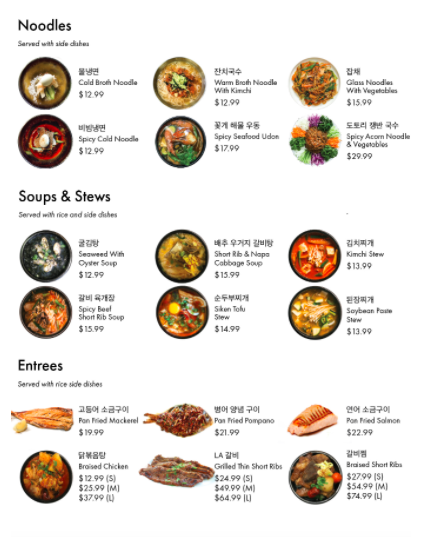 Noodles
Served with side dishes
물냉면
Cold Broth Noodle
$12.99
잔치국수
Warm Broth Noodle
With Kimchi
$12.99
잡채
Glass Noodles
With Vegetables
$15.99
비빔냉면
Spicy Cold Noodle
$12.99
꽃게 해물 우동
Spicy Seafood Udon
$17.99
도토리 쟁반 국수
Spicy Acorn Noodle
& Vegetables
$29.99
Soups & Stews
Served with rice and side dishes
굴김탕
Seaweed With
Oyster Soup
$12.99
배추 우거지 갈비탕
Short Rib & Napa
Cabbage Soup
$15.99
김치찌개
Kimchi Stew
$13.99
갈비 육개장
Spicy Beef
Short Rib Soup
$15.99
순두부찌개
Siken Tofu
Stew
$14.99
된장찌개
Soybean Paste
Stew
$13.99
Entrees
Served with rice side dishes
고등어 소금구이
Pan Fried Mackerel
$19.99
병어 양념 구이
Pan Fried Pompano
$21.99
연어 소금구이
Pan Fried Salmon
$22.99
닭볶음탕
Braised Chicken
$12.99 (S)
$25.99 (M)
$37.99 (L)
LA 갈비
Grilled Thin Short Ribs
$24.99 (S)
$49.99 (M)
$64.99 (L)
갈비찜
Braised Short Ribs
$27.99 (S)
$54.99 (M)
$74.99 (L)